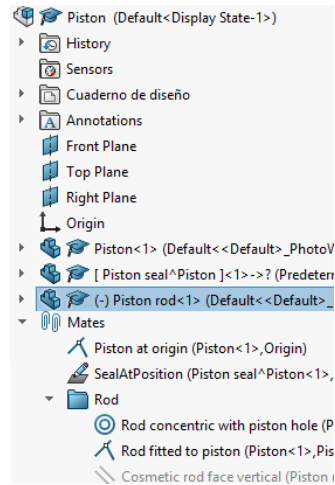 Piston (Default<Display State-1>)
History
Sensors
Cuaderno de diseño
Annotations
Front Plane
Top Plane
Right Plane
Origin
Piston<1> (Default<<Default>_PhotoW
[ Piston seal^Piston ]<1>->? (Predeterr
(-) Piston rod<1> (Default<<Default>_
Mates
Piston at origin (Piston<1>,Origin)
SealAtPosition (Piston seal^Piston<1>,
Rod
Rod concentric with piston hole (P
Rod fitted to piston (Piston<1>,Pis
Cosmetic rod face vertical (Piston r